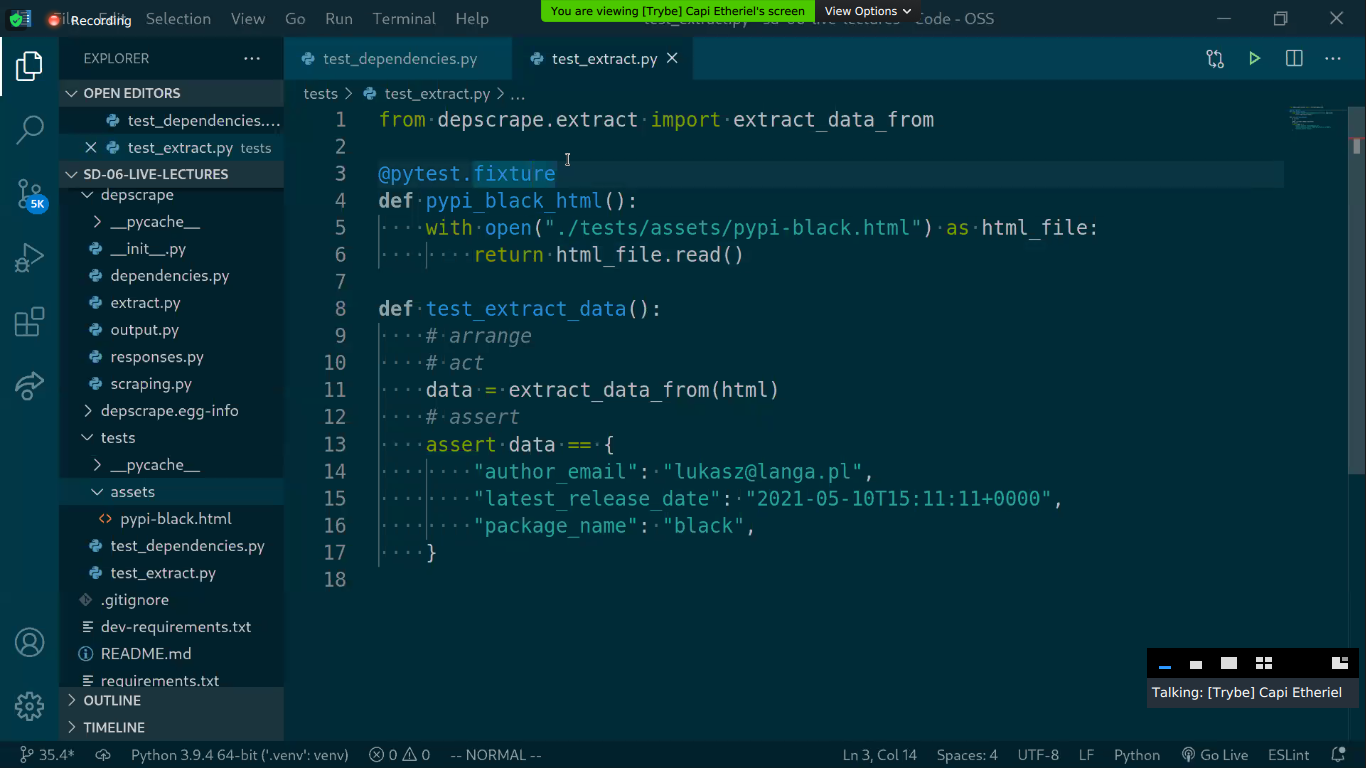 Recording
File Edit Selection View Go Run Terminal Help
You are viewing [Trybe] Capi Etheriel's screen
View Options
Code - OSS
EXPLORER
test_dependencies.py
test_extract.py
OPEN EDITORS
test_dependencies....
test_extract.py tests
SD-06-LIVE-LECTURES
depscrape
__pycache__
__init__.py
dependencies.py
extract.py
output.py
responses.py
scraping.py
depscrape.egg-info
tests
__pycache__
assets
pypi-black.html
test_dependencies.py
test_extract.py
.gitignore
dev-requirements.txt
README.md
requirements.txt
OUTLINE
TIMELINE
5K
tests > test_extract.py > ...
1 from depscrape.extract import extract_data_from
2
3 @pytest.fixture
4 def pypi_black_html():
5     with open("./tests/assets/pypi-black.html") as html_file:
6         return html_file.read()
7
8 def test_extract_data():
9     # arrange
10     # act
11     data = extract_data_from(html)
12     # assert
13     assert data == {
14         "author_email": "lukasz@langa.pl",
15         "latest_release_date": "2021-05-10T15:11:11+0000",
16         "package_name": "black",
17     }
18
Talking: [Trybe] Capi Etheriel
35.4* Python 3.9.4 64-bit ('.venv': venv) 0 0 -- NORMAL -- Ln 3, Col 14 Spaces: 4 UTF-8 LF Python Go Live ESLint